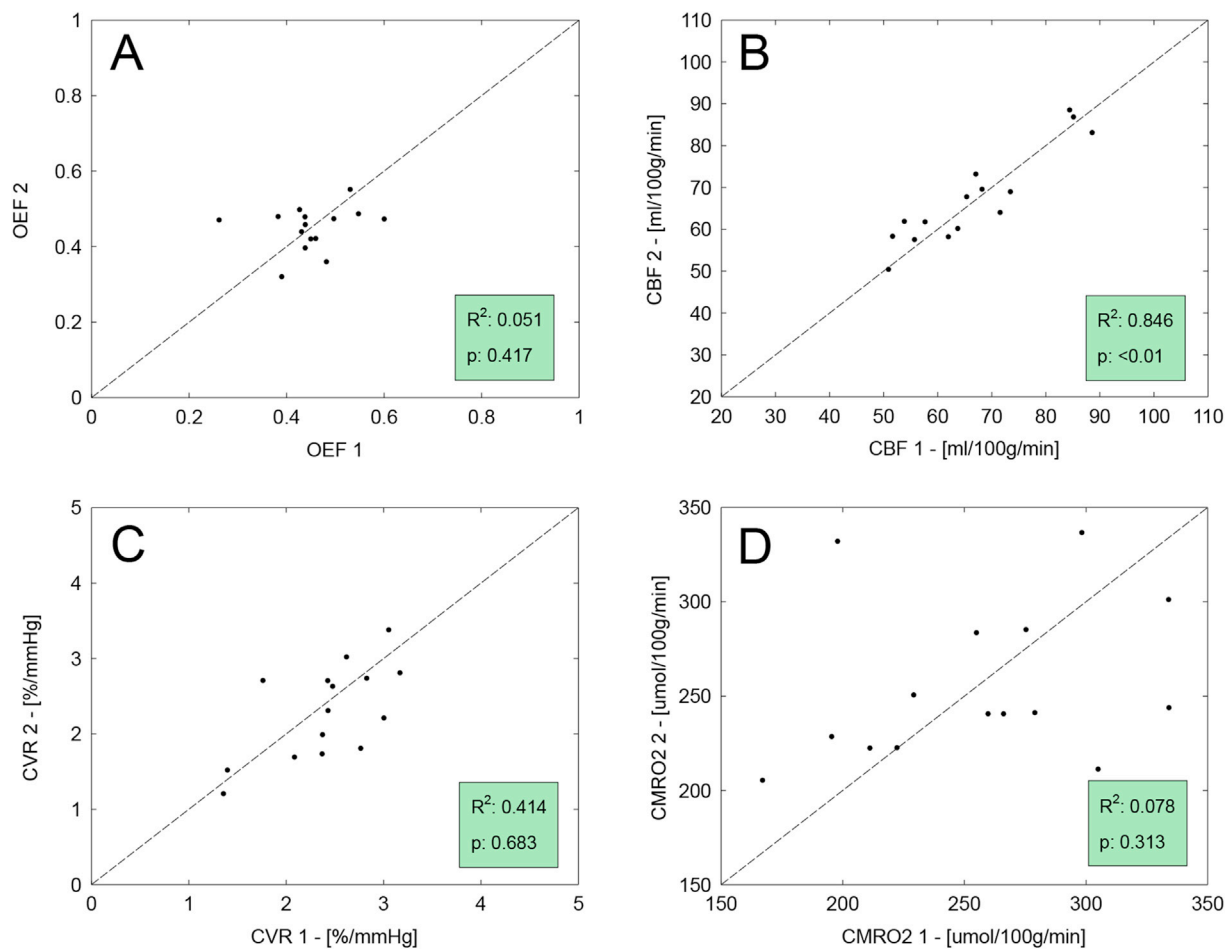 A
1
0.8
0.6
0.4
0.2
0
0
0.2
0.4
0.6
0.8
1
OEF 2
OEF 1
R²: 0.051
p: 0.417
B
110
100
90
80
70
60
50
40
30
20
20
30
40
50
60
70
80
90
100
110
CBF 2 - [ml/100g/min]
CBF 1 - [ml/100g/min]
R²: 0.846
p: <0.01
C
5
4
3
2
1
0
0
1
2
3
4
5
CVR 2 - [%/mmHg]
CVR 1 - [%/mmHg]
R²: 0.414
p: 0.683
D
350
300
250
200
150
150
200
250
300
350
CMRO2 2 - [umol/100g/min]
CMRO2 1 - [umol/100g/min]
R²: 0.078
p: 0.313